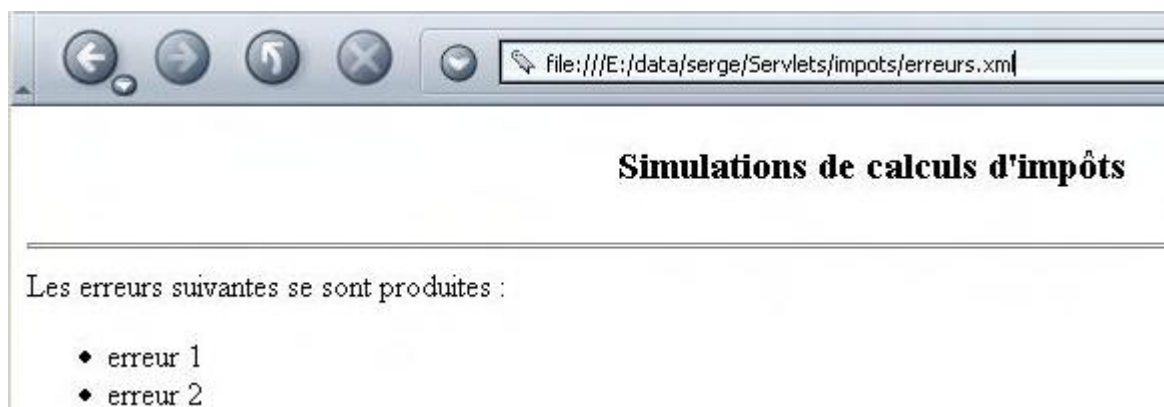 file:///E:/data/serge/Servlets/impots/erreurs.xml
Simulations de calculs d'impôts
Les erreurs suivantes se sont produites :
erreur 1
erreur 2